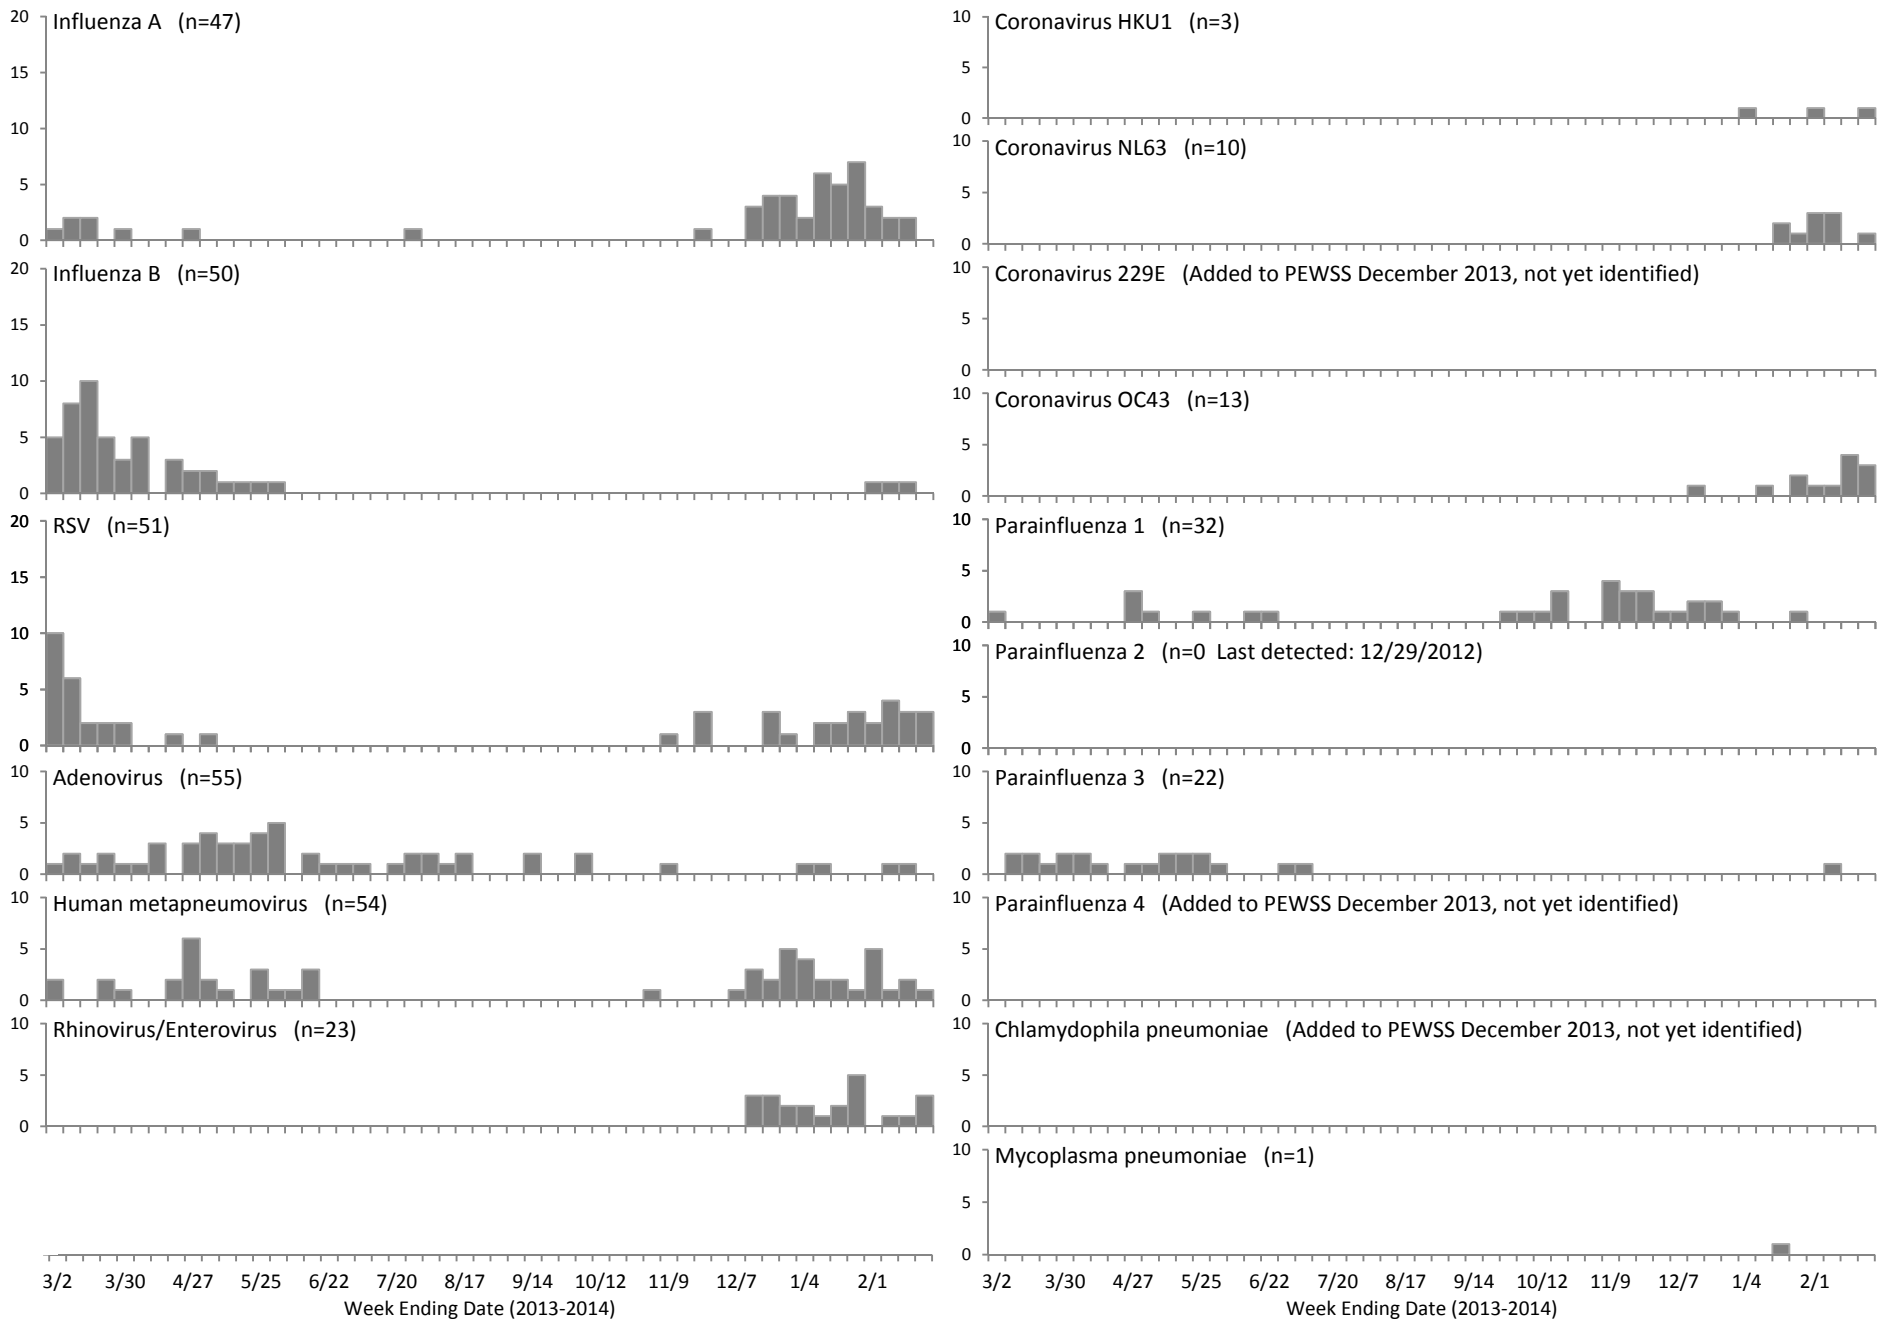 Influenza A (n=47)
20
15
10
5
0
Influenza B (n=50)
20
15
10
5
0
RSV (n=51)
20
15
10
5
0
Adenovirus (n=55)
10
5
0
Human metapneumovirus (n=54)
10
5
0
Rhinovirus/Enterovirus (n=23)
10
5
0
3/2 3/30 4/27 5/25 6/22 7/20 8/17 9/14 10/12 11/9 12/7 1/4 2/1
Week Ending Date (2013-2014)
Coronavirus HKU1 (n=3)
10
5
0
Coronavirus NL63 (n=10)
10
5
0
Coronavirus 229E (Added to PEWSS December 2013, not yet identified)
10
5
0
Coronavirus OC43 (n=13)
10
5
0
Parainfluenza 1 (n=32)
10
5
0
Parainfluenza 2 (n=0 Last detected: 12/29/2012)
10
5
0
Parainfluenza 3 (n=22)
10
5
0
Parainfluenza 4 (Added to PEWSS December 2013, not yet identified)
10
5
0
Chlamydophila pneumoniae (Added to PEWSS December 2013, not yet identified)
10
5
0
Mycoplasma pneumoniae (n=1)
10
5
0
3/2 3/30 4/27 5/25 6/22 7/20 8/17 9/14 10/12 11/9 12/7 1/4 2/1
Week Ending Date (2013-2014)